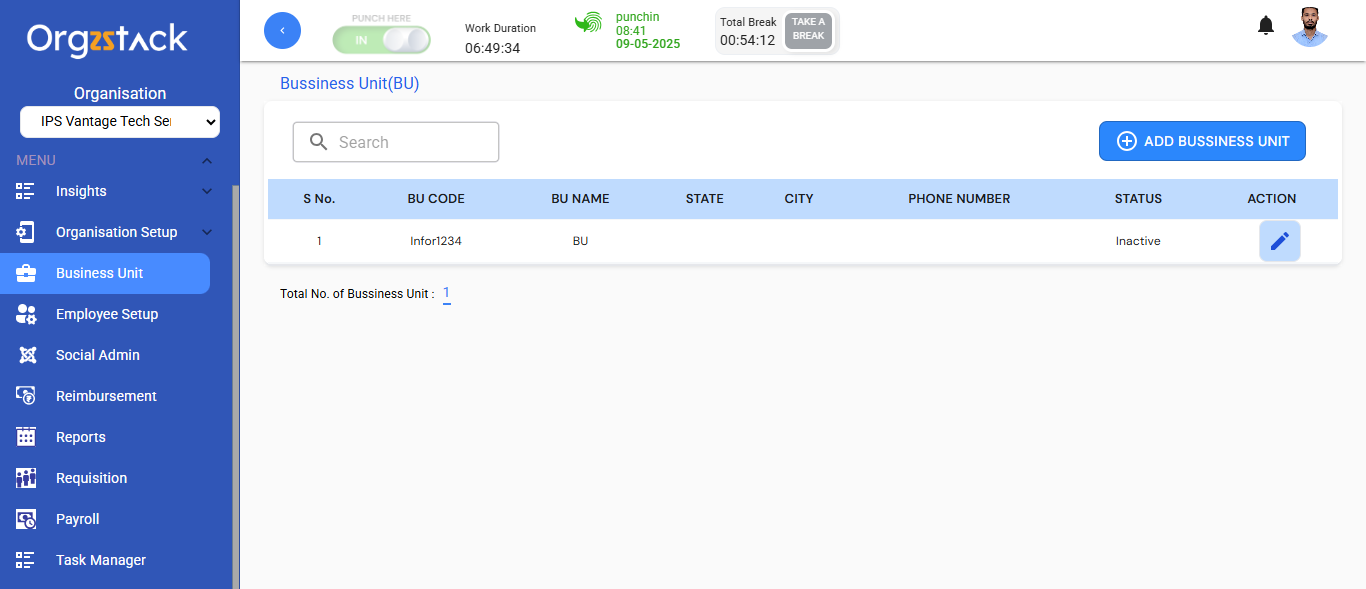 Orgzstack
Organisation
IPS Vantage Tech Ser
MENU
Insights
Organisation Setup
Business Unit
Employee Setup
Social Admin
Reimbursement
Reports
Requisition
Payroll
Task Manager
PUNCH HERE
IN
Work Duration
06:49:34
punchin
08:41
09-05-2025
Total Break
00:54:12
TAKE A
BREAK
Bussiness Unit(BU)
Search
ADD BUSSINESS UNIT
S No. BU CODE BU NAME STATE CITY PHONE NUMBER STATUS ACTION
1 Infor1234 BU Inactive
Total No. of Bussiness Unit : 1